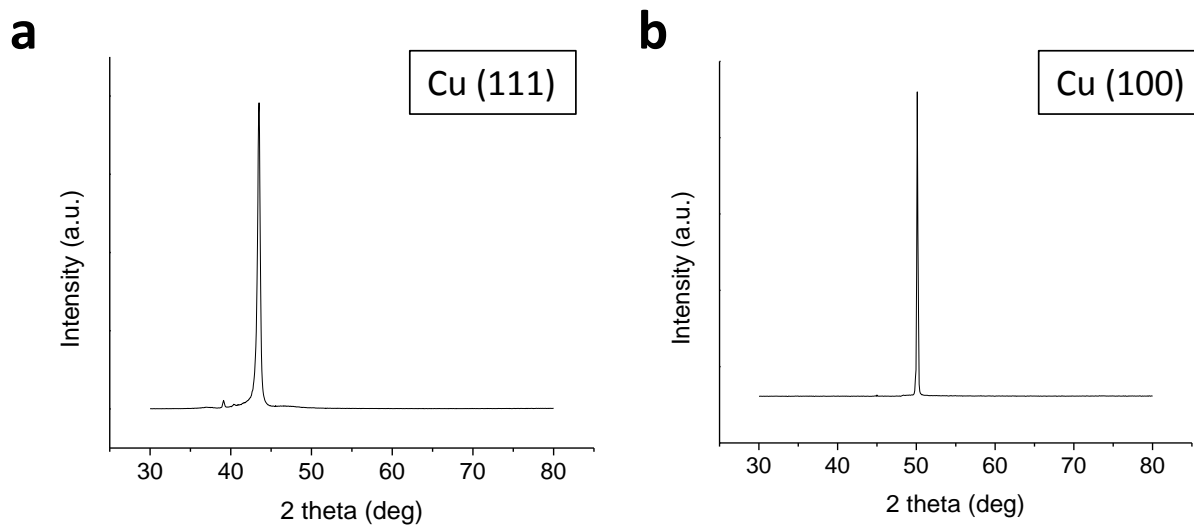 a
Cu (111)
Intensity (a.u.)
30 40 50 60 70 80
2 theta (deg)
b
Cu (100)
Intensity (a.u.)
30 40 50 60 70 80
2 theta (deg)